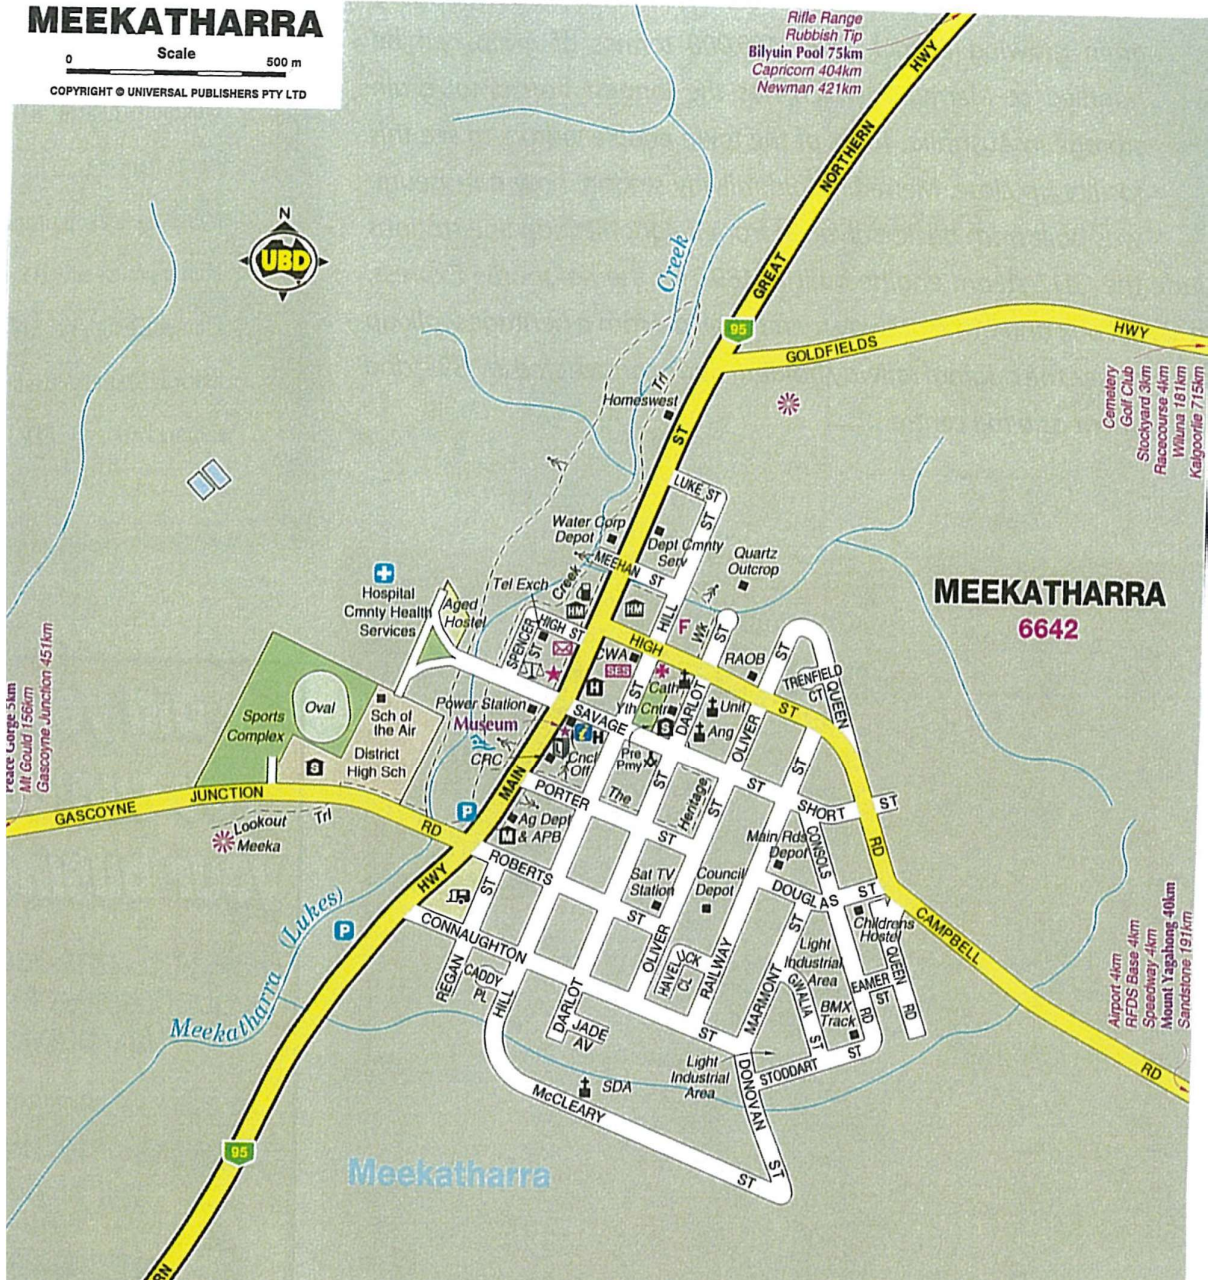 MEEKATHARRA
Scale
0 500 m
COPYRIGHT © UNIVERSAL PUBLISHERS PTY LTD
Rifle Range
Rubbish Tip
Bilyuin Pool 75km
Capricorn 404km
Newman 421km
HWY
NORTHERN
GREAT
N
UBD
Creek
95
GOLDFIELDS
HWY
Cemetery
Golf Club
Stockyard 3km
Racecourse 4km
Wiluna 181km
Kalgoorlie 715km
Trl
Homeswest
ST
LUKE ST
ST
Water Corp
Depot
Dept Cmnty
Serv
Quartz
Outcrop
MEEHAN ST
Creek
Tel Exch
Hospital
Cmnty Health
Services
Aged
Hostel
HM
HM
HIGH ST
SPENCER
ST
HILL
F
Wk
ST
HIGH
ST
MEEKATHARRA
6642
CWA
SES
RAOB
ST
TRENFIELD
CT
QUEEN
Cath
H
Yth Cntr
ST
DARLOT
Unit
Ang
OLIVER
S
Power Station
Museum
SAVAGE
ST
CRC
i
H
L
Cncl
Off
Pre
Pmy
MAIN
PORTER
ST
The
ST
Heritage
ST
ST
SHORT ST
Sports
Complex
Oval
Sch of
the Air
District
High Sch
S
Peace Gorge 5km
Mt Gould 156km
Gascoyne Junction 451km
GASCOYNE JUNCTION
RD
Lookout Trl
Meeka
P
Ag Dept
& APB
M
ROBERTS
ST
Main Rds
Depot
CONSOLS
RD
Sat TV
Station
Council
Depot
DOUGLAS ST
Childrens
Hostel
CAMPBELL
RD
HWY
ST
CONNAUGHTON
ST
P
Meekatharra (Lukes)
REGAN
CADDY
PL
HILL
DARLOT
JADE
AV
OLIVER
HAVELUCK
CL
RAILWAY
MARMONT
ST
Light
Industrial
Area
GWALIA
ST
BMX
Track
EAMER
ST
RD
QUEEN
RD
Airport 4km
RFDS Base 4km
Speedway 4km
Mount Yagahong 40km
Sandstone 191km
Light
Industrial
Area
STODDART ST
DONOVAN
ST
SDA
McCLEARY
ST
95
Meekatharra
RN